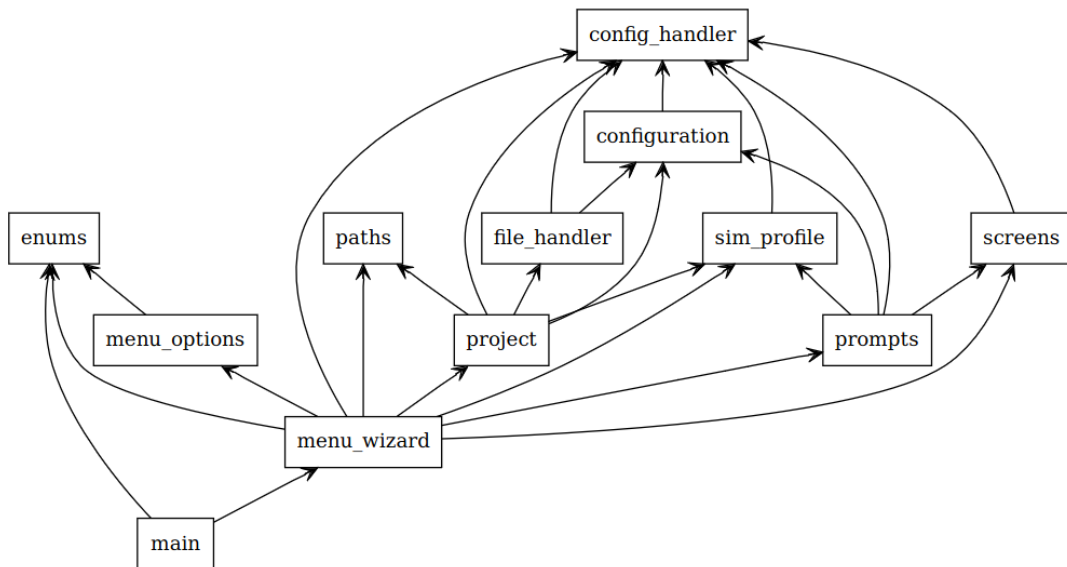 config_handler
configuration
enums
paths
file_handler
sim_profile
screens
menu_options
project
prompts
menu_wizard
main